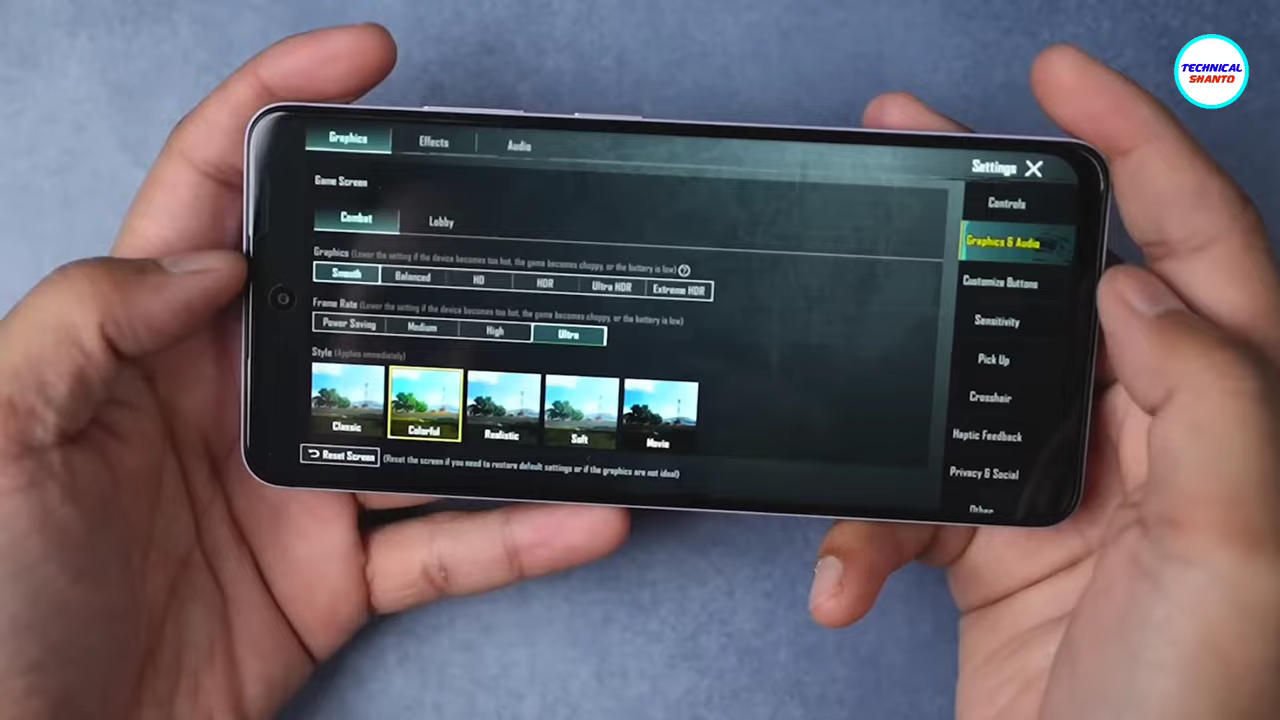 TECHNICAL
SHANTO
Graphics
Effects
Audio
Settings
Game Screen
Combat
Lobby
Graphics (Lower the setting if the device becomes too hot, the game becomes choppy, or the battery is low)
Smooth
Balanced
HD
HDR
Ultra HDR
Extreme HDR
Frame Rate (Lower the setting if the device becomes too hot, the game becomes choppy, or the battery is low)
Power Saving
Medium
High
Ultra
Style (Applies immediately)
Classic
Colorful
Realistic
Soft
Movie
Reset Screen
(Reset the screen if you need to restore default settings or if the graphics are not ideal)
Controls
Graphics & Audio
Customize Buttons
Sensitivity
Pick Up
Crosshair
Haptic Feedback
Privacy & Social
Other